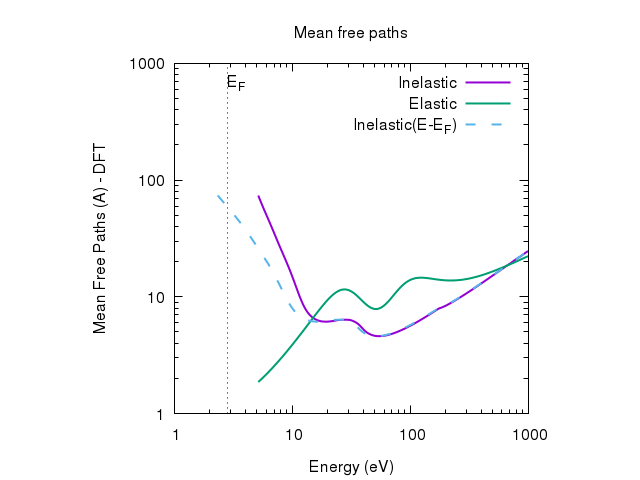 Mean free paths
1000
100
10
1
Mean Free Paths (A) - DFT
E_F
Inelastic
Elastic
Inelastic(E-E_F)
1 10 100 1000
Energy (eV)